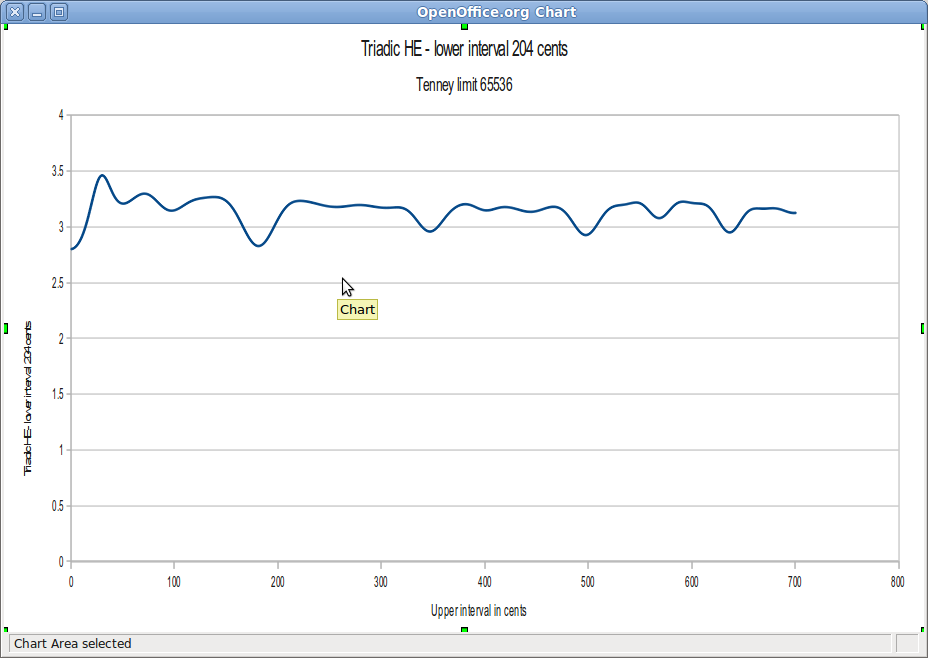 OpenOffice.org Chart
Triadic HE - lower interval 204 cents
Tenney limit 65536
4
3.5
3
2.5
2
1.5
1
0.5
0
Triadic HE - lower interval 204 cents
Chart
0 100 200 300 400 500 600 700 800
Upper interval in cents
Chart Area selected